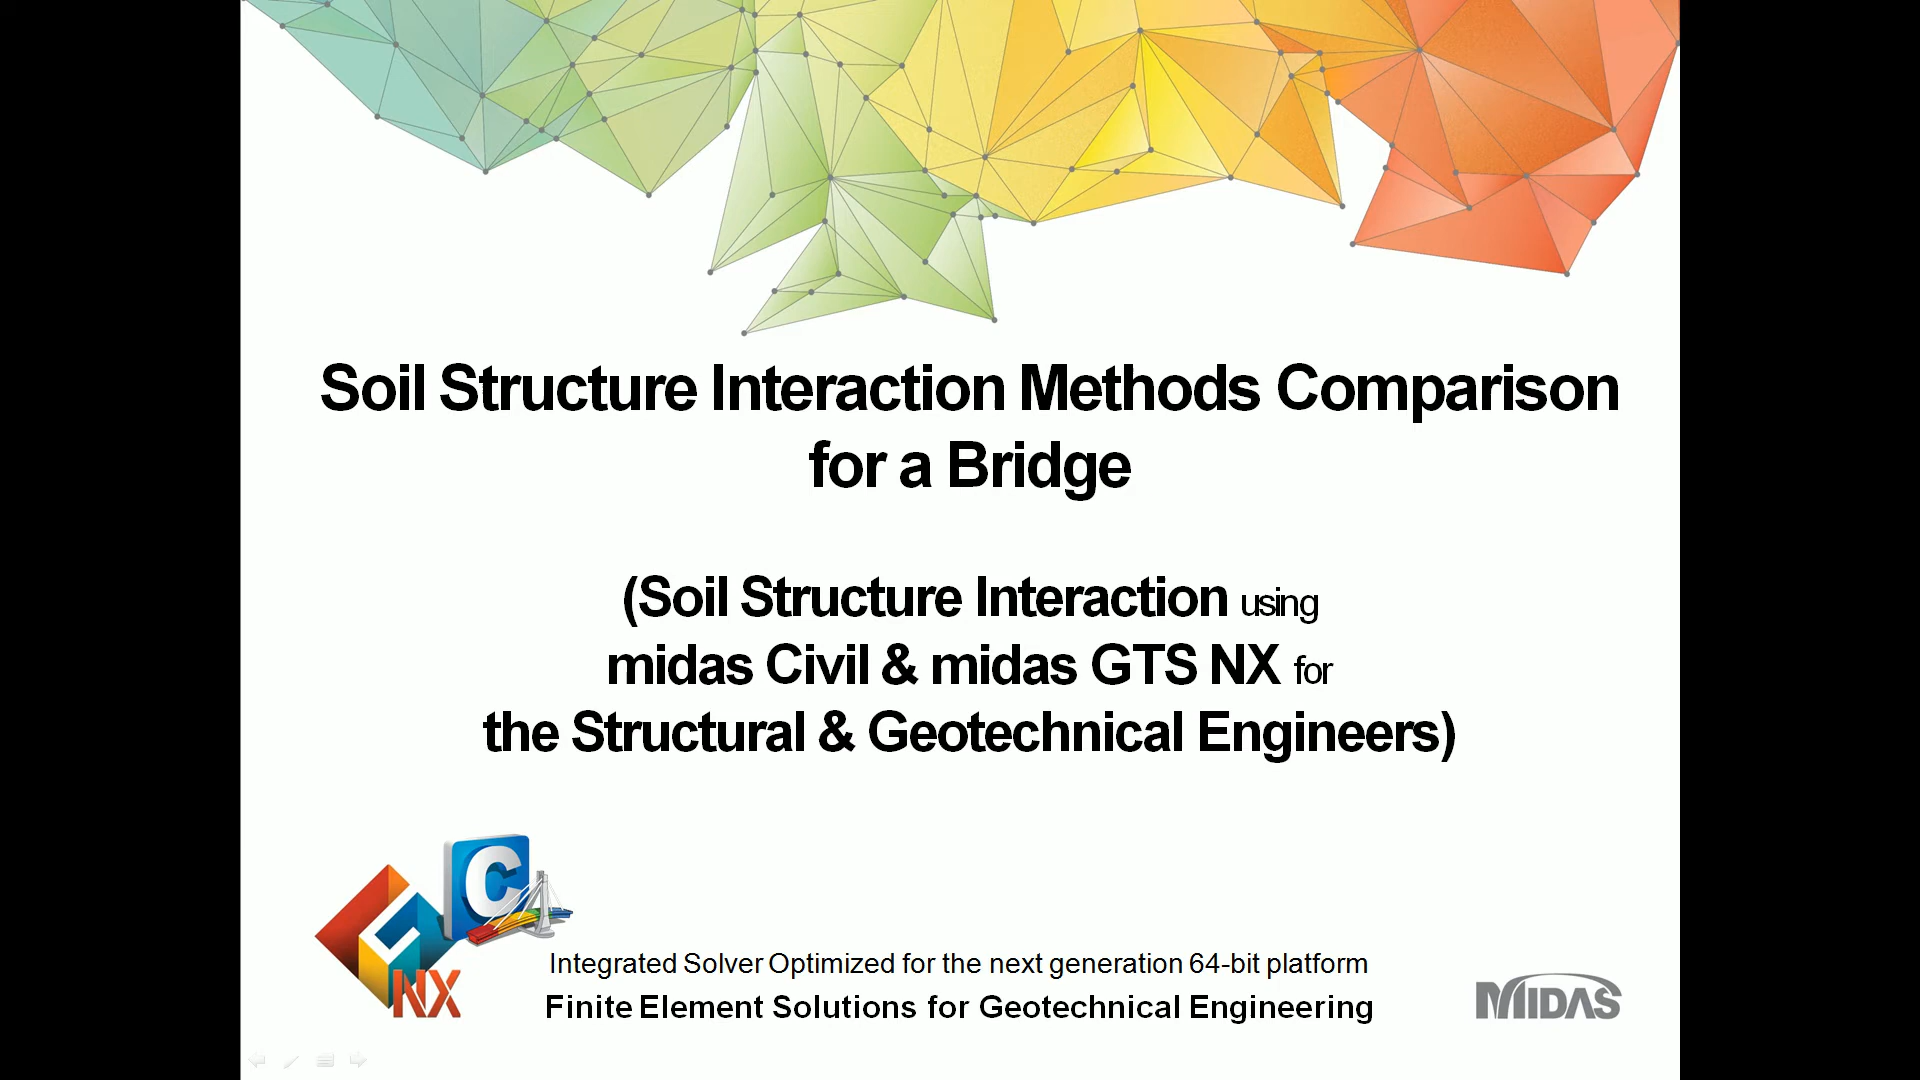 Soil Structure Interaction Methods Comparison
for a Bridge
(Soil Structure Interaction using
midas Civil & midas GTS NX for
the Structural & Geotechnical Engineers)
C
NX
Integrated Solver Optimized for the next generation 64-bit platform
Finite Element Solutions for Geotechnical Engineering
MIDAS